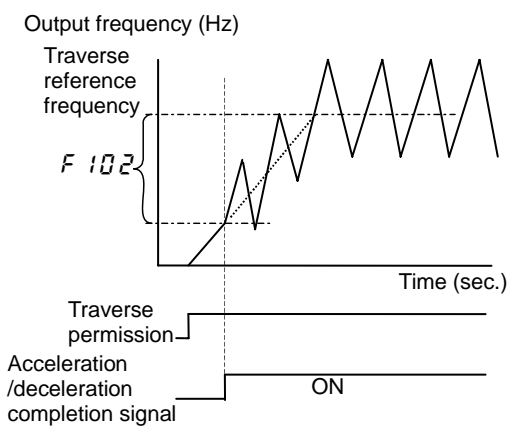 Output frequency (Hz)
Traverse
reference
frequency
F 102
Time (sec.)
Traverse
permission
Acceleration
/deceleration
completion signal
ON